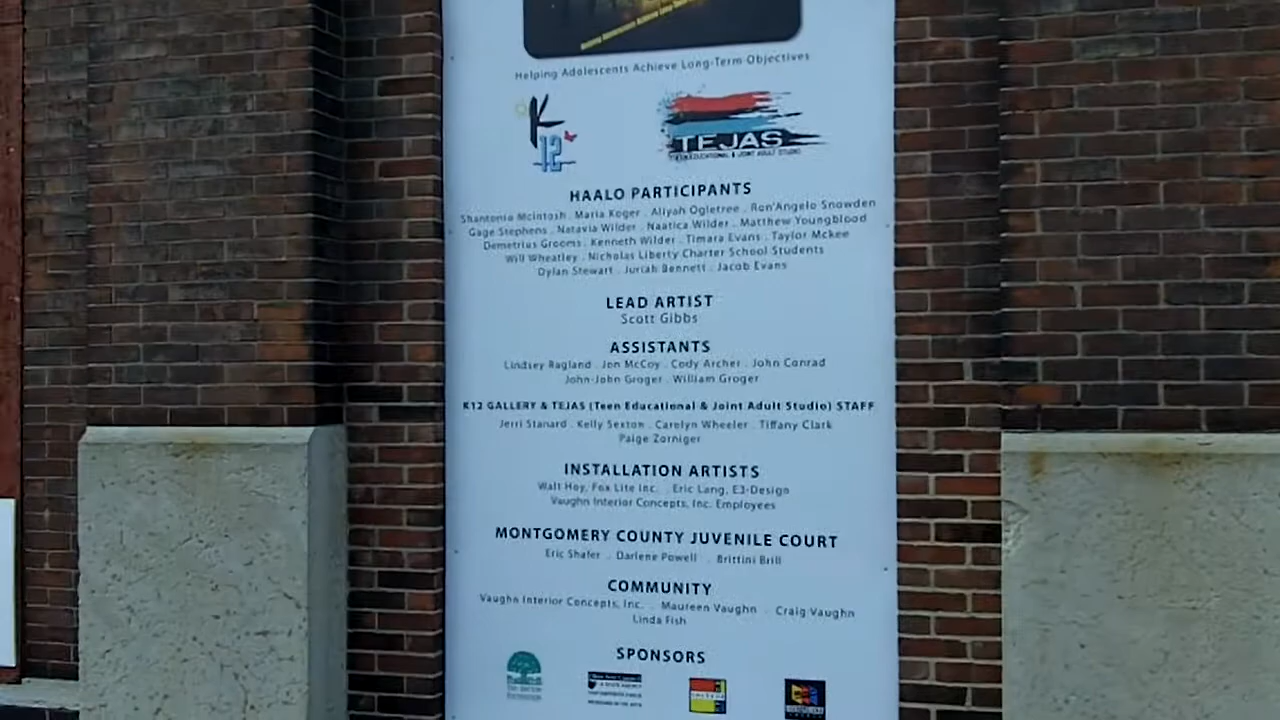 Helping Adolescents Achieve Long-Term Objectives
K
12
TEJAS
HAALO PARTICIPANTS
Shantonio McIntosh . Maria Koger . Aliyah Ogletree . Ron'Angelo Snowden
Gage Stephens . Natavia Wilder . Naatica Wilder . Matthew Youngblood
Demetrius Grooms . Kenneth Wilder . Timara Evans . Taylor Mckee
Will Wheatley . Nicholas Liberty Charter School Students
Dylan Stewart . Juriah Bennett . Jacob Evans
LEAD ARTIST
Scott Gibbs
ASSISTANTS
Lindsey Ragland . Jon McCoy . Cody Archer . John Conrad
John-John Groger . William Groger
K12 GALLERY & TEJAS (Teen Educational & Joint Adult Studio) STAFF
Jerri Stanard . Kelly Sexton . Carolyn Wheeler . Tiffany Clark
Paige Zorniger
INSTALLATION ARTISTS
Walt Hoy, Fox Lite Inc. . Eric Lang, E3-Design
Vaughn Interior Concepts, Inc. Employees
MONTGOMERY COUNTY JUVENILE COURT
Eric Shafer . Darlene Powell . Brittini Brill
COMMUNITY
Vaughn Interior Concepts, Inc. . Maureen Vaughn . Craig Vaughn
Linda Fish
SPONSORS